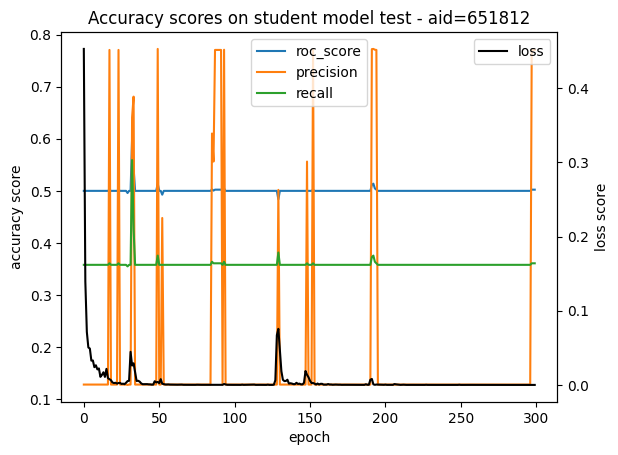 Accuracy scores on student model test - aid=651812
roc_score
precision
recall
loss
accuracy score
0.8
0.7
0.6
0.5
0.4
0.3
0.2
0.1
0.4
0.3
0.2
0.1
0.0
loss score
0
50
100
150
200
250
300
epoch